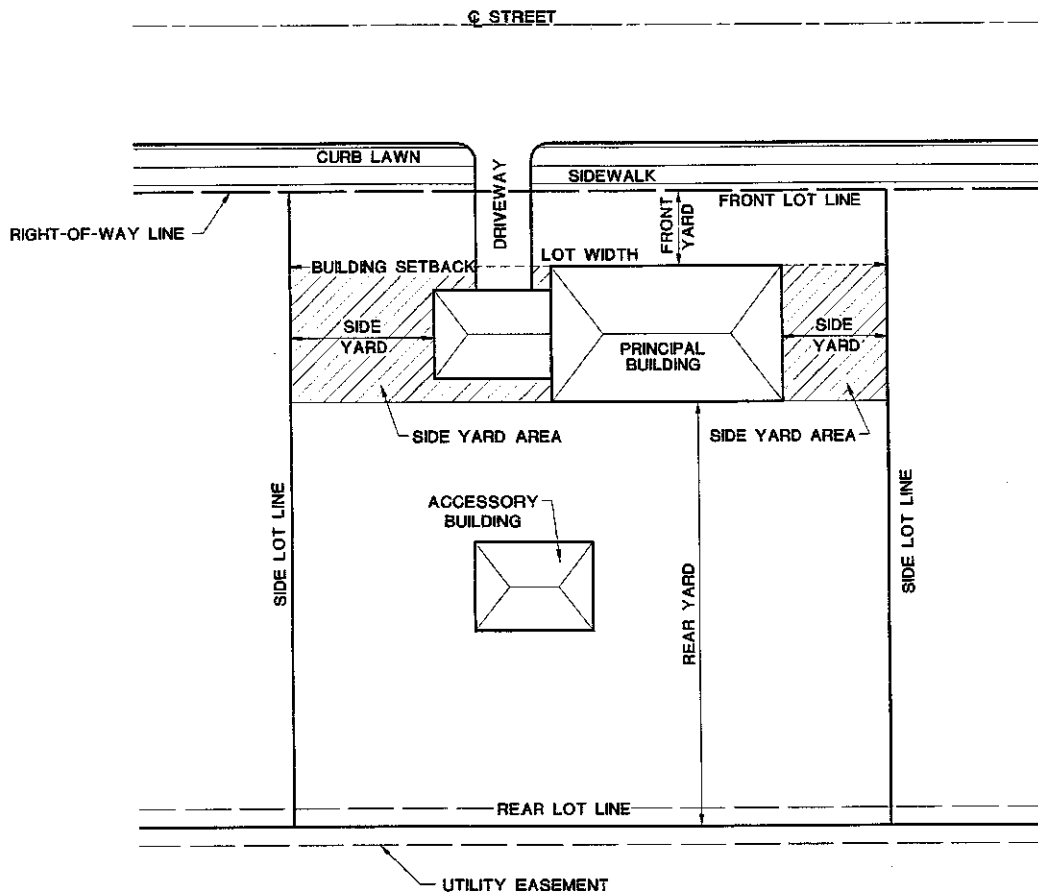 ℄ STREET
CURB LAWN
DRIVEWAY
SIDEWALK
FRONT LOT LINE
RIGHT-OF-WAY LINE
FRONT
YARD
LOT WIDTH
BUILDING SETBACK
SIDE
YARD
PRINCIPAL
BUILDING
SIDE
YARD
SIDE YARD AREA
SIDE YARD AREA
ACCESSORY
BUILDING
SIDE LOT LINE
REAR YARD
SIDE LOT LINE
REAR LOT LINE
UTILITY EASEMENT